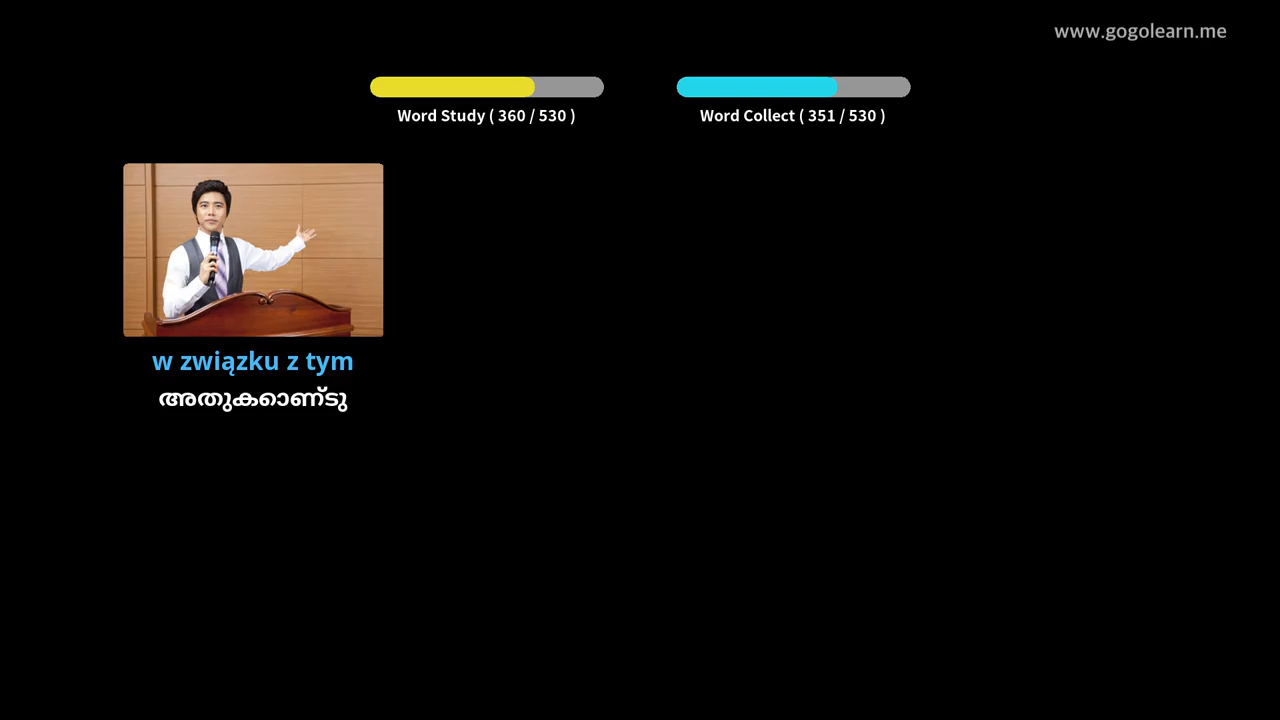 www.gogolearn.me
Word Study ( 360 / 530 )
Word Collect ( 351 / 530 )
w związku z tym
അതുകൊണ്ടു